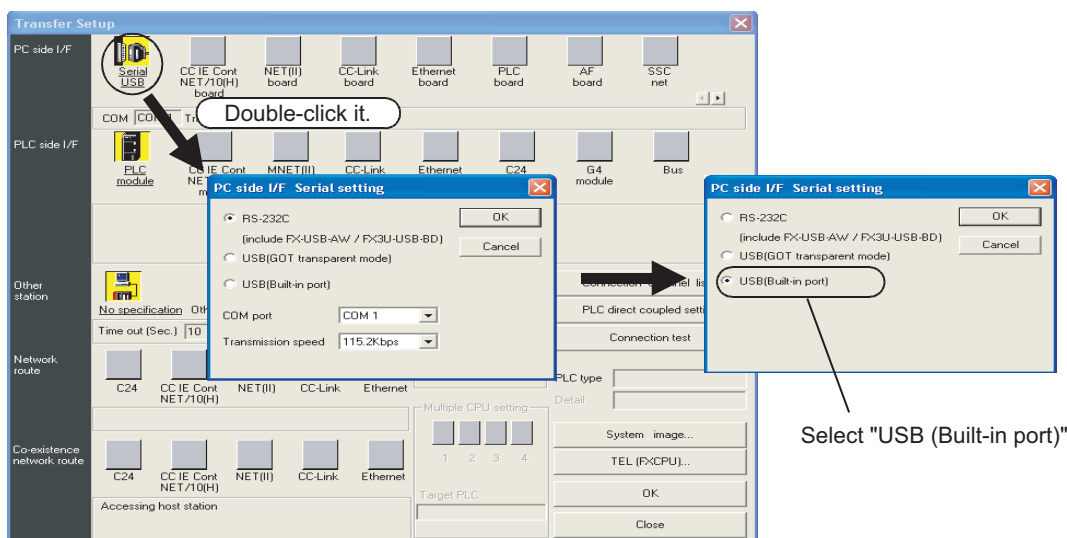 Transfer Setup
PC side I/F
Serial
USB
CC IE Cont
NET/10(H)
board
NET(II)
board
CC-Link
board
Ethernet
board
PLC
board
AF
board
SSC
net
COM
Double-click it.
PLC side I/F
PLC
module
CC IE Cont
MNET(II)
CC-Link
Ethernet
C24
G4
module
Bus
PC side I/F Serial setting
RS-232C
(include FX-USB-AW / FX3U-USB-BD)
USB(GOT transparent mode)
USB(Built-in port)
COM port
COM 1
Transmission speed
115.2Kbps
OK
Cancel
PC side I/F Serial setting
RS-232C
(include FX-USB-AW / FX3U-USB-BD)
USB(GOT transparent mode)
USB(Built-in port)
OK
Cancel
Select "USB (Built-in port)"
Other
station
No specification
Time out (Sec.) 10
PLC direct coupled setti
Connection test
Network
route
C24
CC IE Cont
NET/10(H)
NET(II)
CC-Link
Ethernet
PLC type
Detail
Multiple CPU setting
1 2 3 4
Target PLC
System image...
TEL (FXCPU)...
OK
Close
Co-existence
network route
C24
CC IE Cont
NET/10(H)
NET(II)
CC-Link
Ethernet
Accessing host station